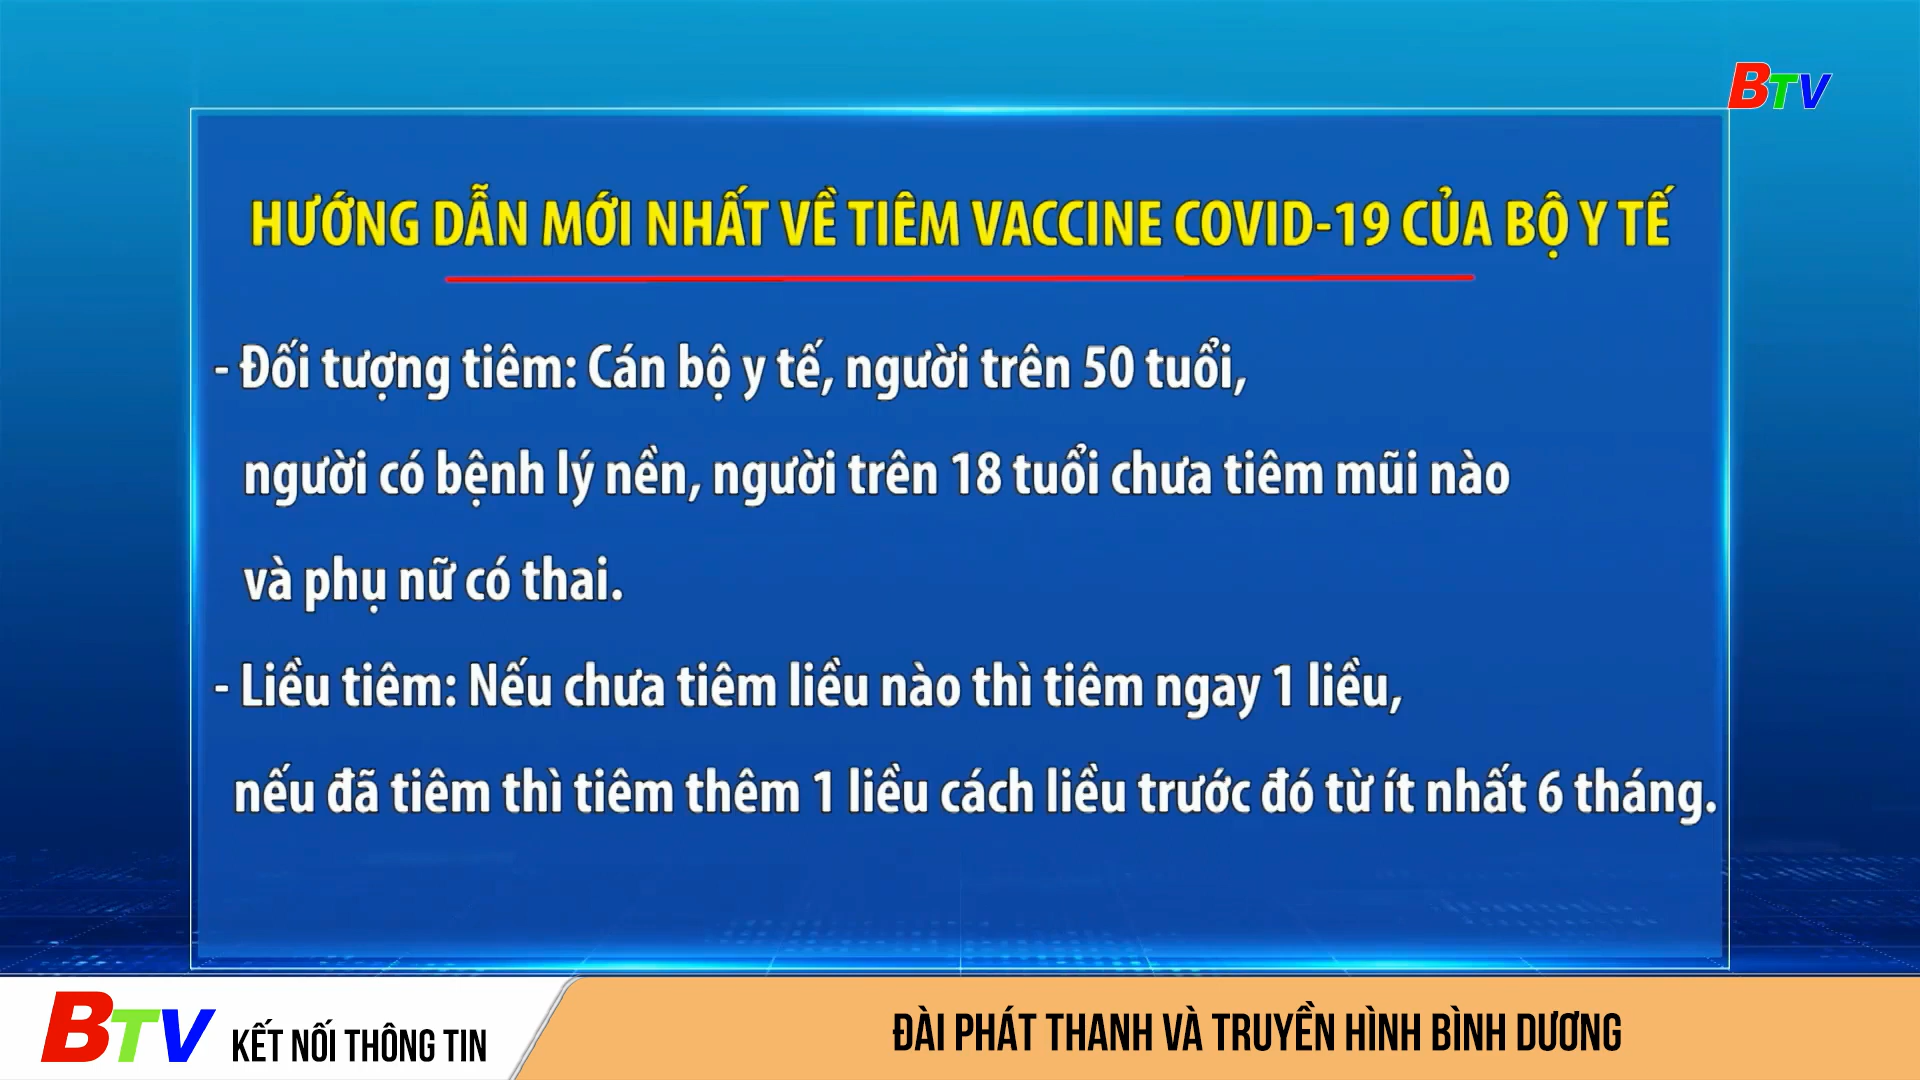 BTV
HƯỚNG DẪN MỚI NHẤT VỀ TIÊM VACCINE COVID-19 CỦA BỘ Y TẾ
- Đối tượng tiêm: Cán bộ y tế, người trên 50 tuổi,
người có bệnh lý nền, người trên 18 tuổi chưa tiêm mũi nào
và phụ nữ có thai.
- Liều tiêm: Nếu chưa tiêm liều nào thì tiêm ngay 1 liều,
nếu đã tiêm thì tiêm thêm 1 liều cách liều trước đó từ ít nhất 6 tháng.
BTV KẾT NỐI THÔNG TIN
ĐÀI PHÁT THANH VÀ TRUYỀN HÌNH BÌNH DƯƠNG